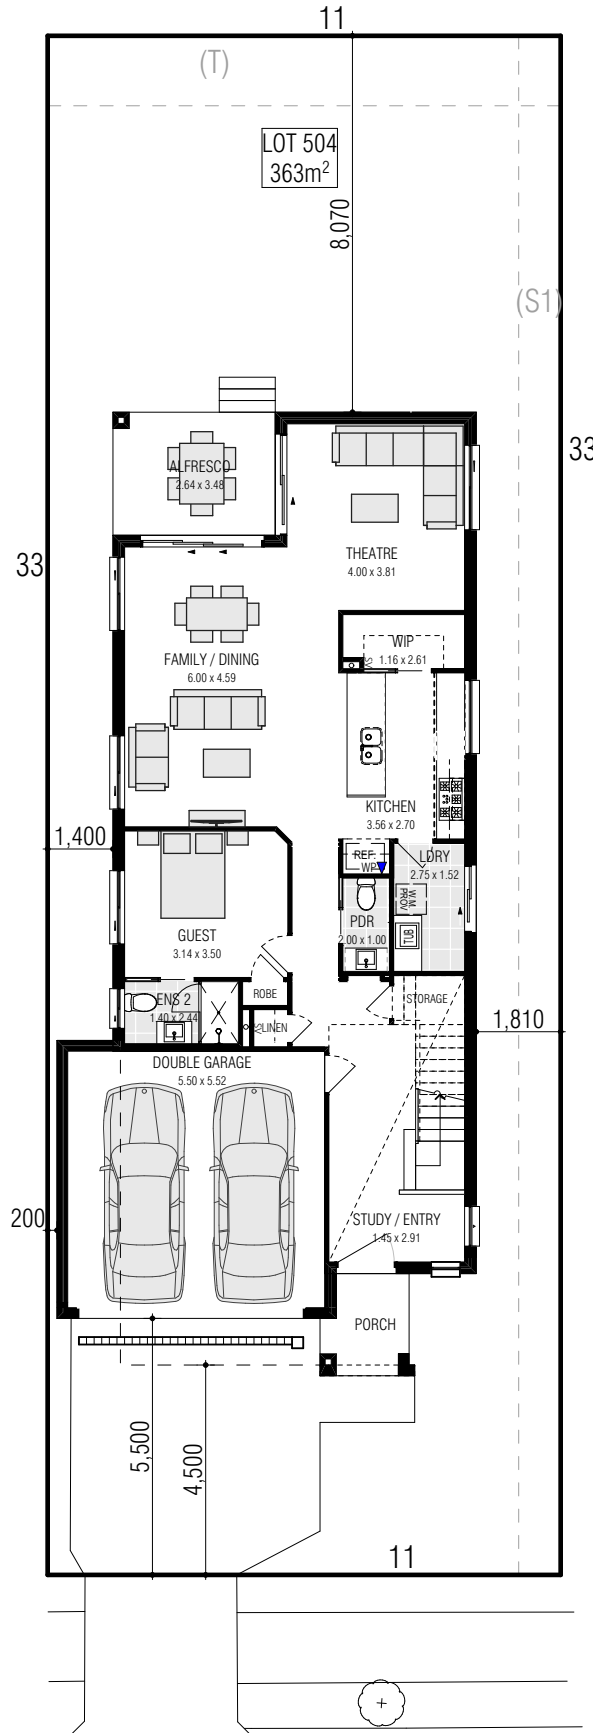 11
(T)
LOT 504
363m²
8,070
(S1)
33
33
ALFRESCO
2.64 x 3.48
THEATRE
4.00 x 3.81
WIP
1.16 x 2.61
FAMILY / DINING
6.00 x 4.59
KITCHEN
3.56 x 2.70
1,400
REF.
WP
LDRY
2.75 x 1.52
W.M.
PROV
TUB
PDR
2.00 x 1.00
GUEST
3.14 x 3.50
ROBE
ENS 2
1.40 x 2.44
LINEN
STORAGE
1,810
DOUBLE GARAGE
5.50 x 5.52
200
STUDY / ENTRY
1.45 x 2.91
PORCH
5,500
4,500
11